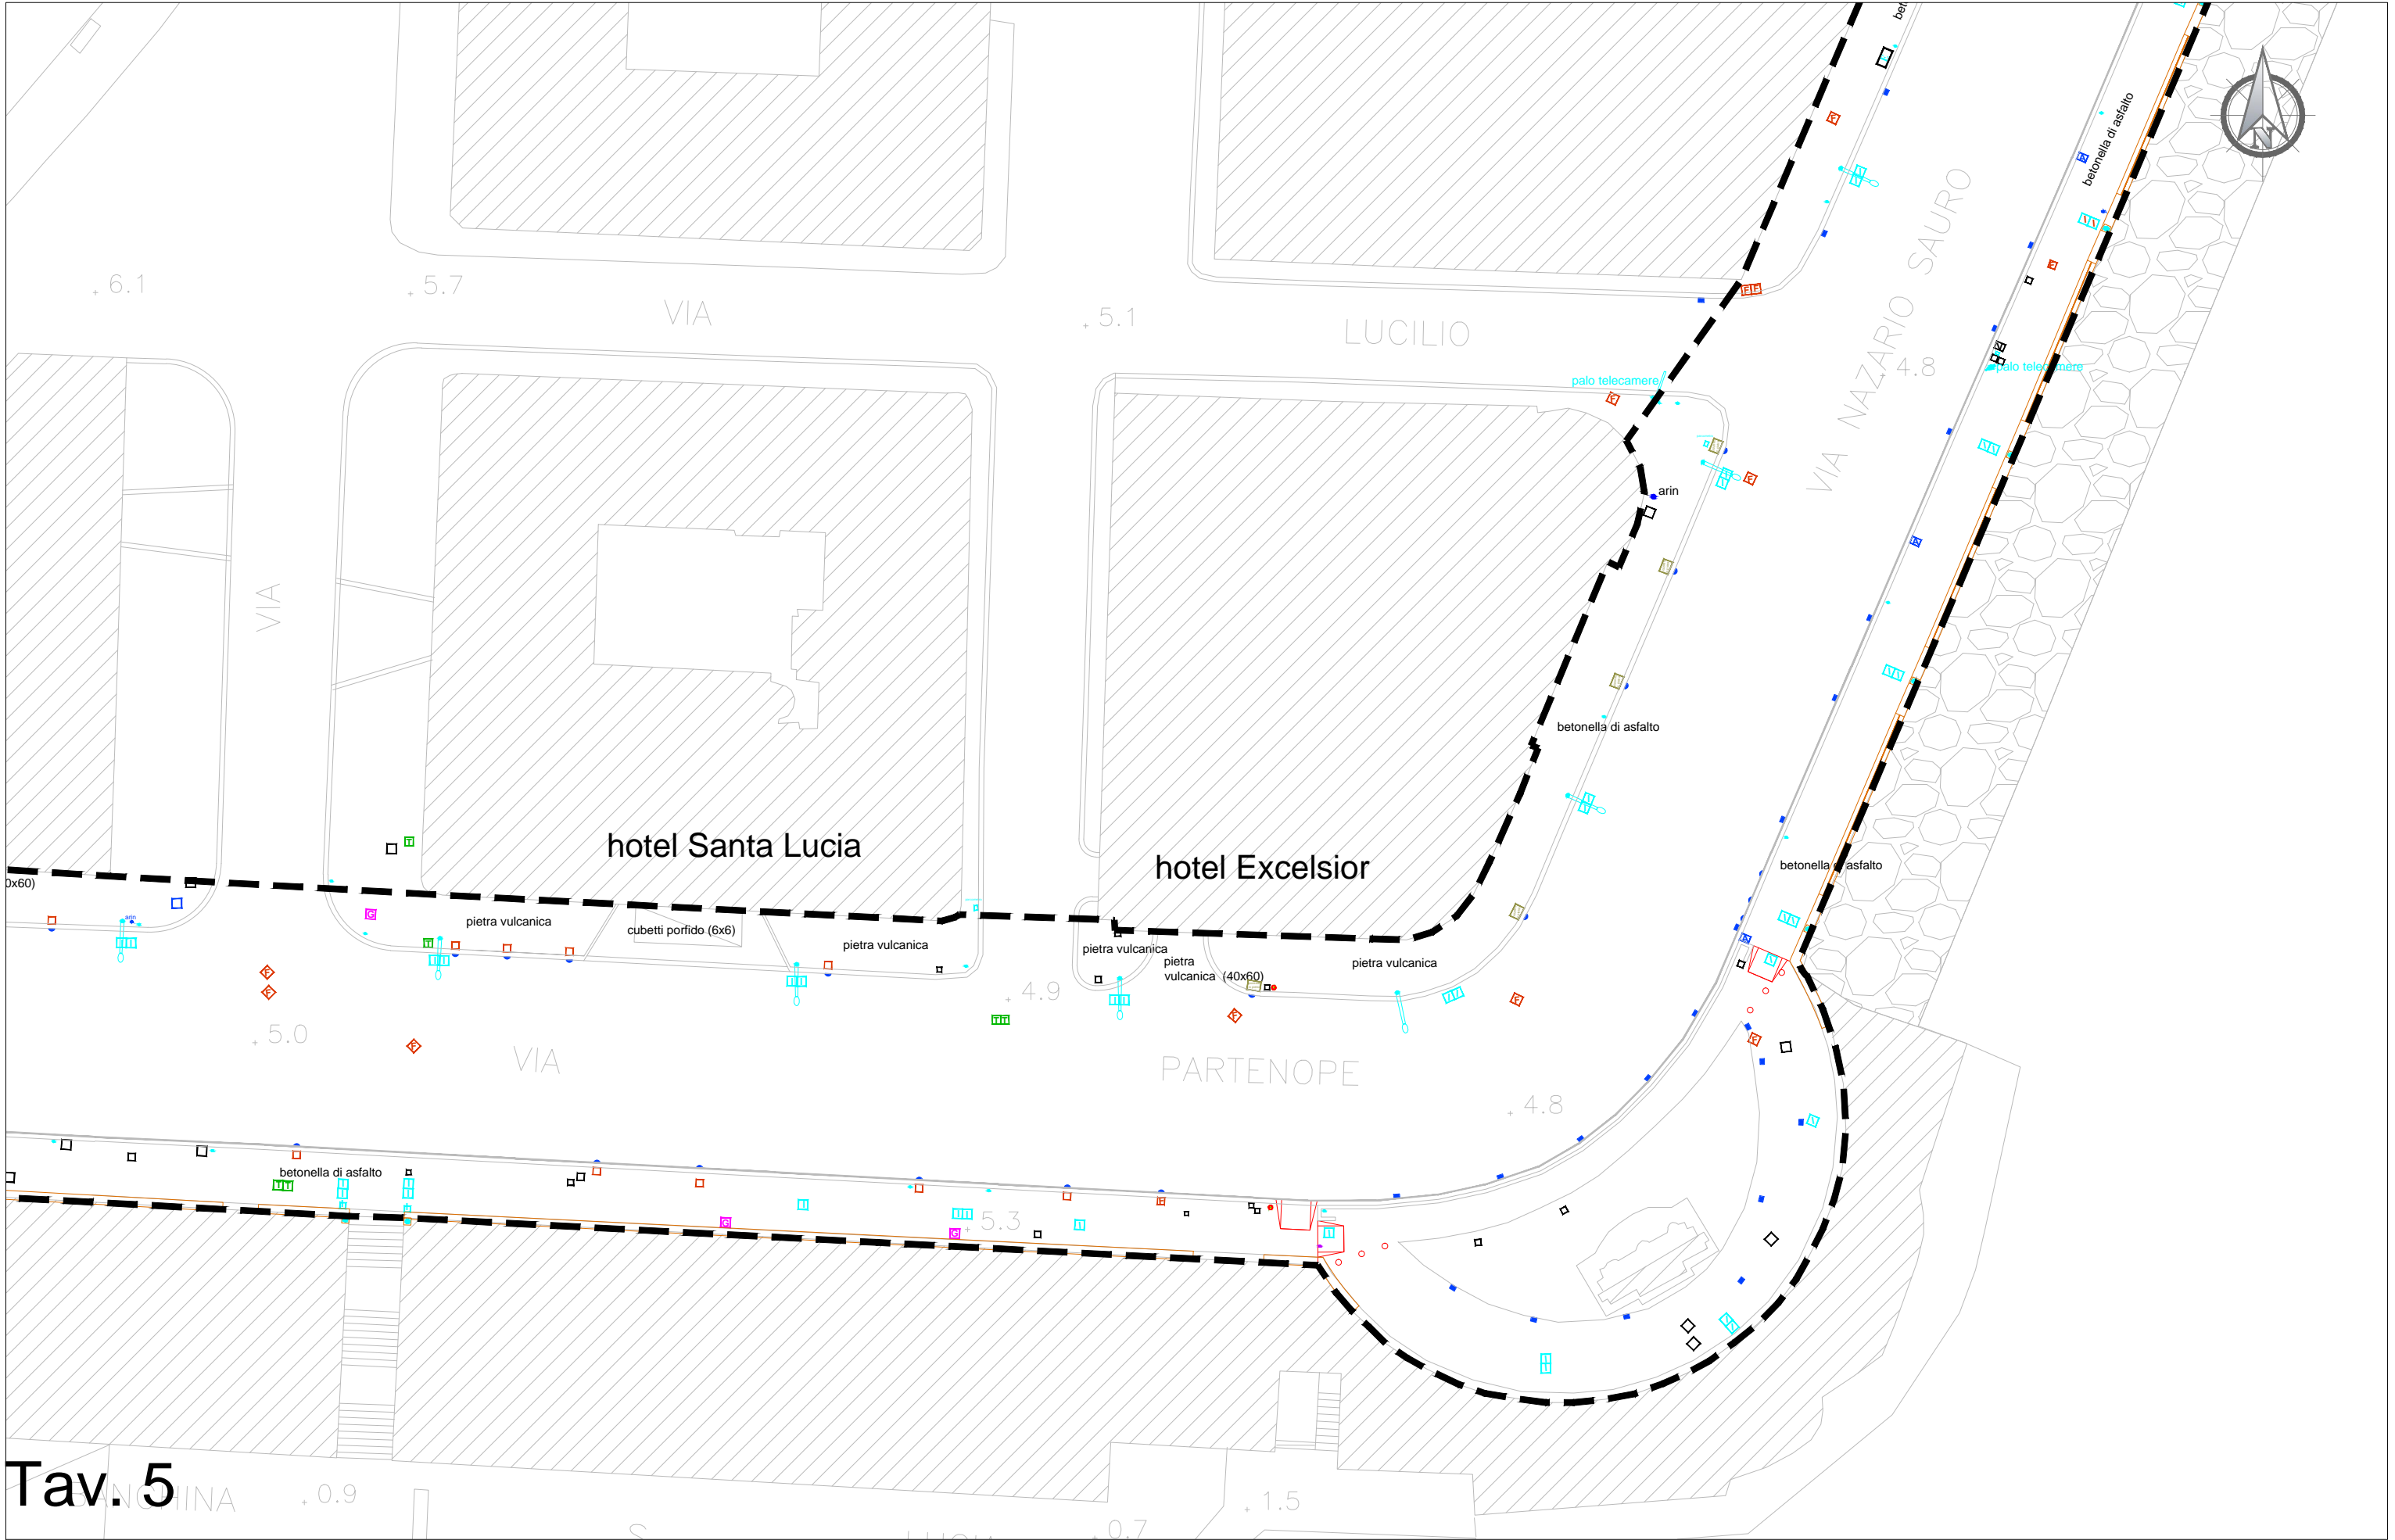 betonella di asfalto
N
VIA NAZARIO SAURO
6.1
5.7
VIA
5.1
LUCILIO
palo telecamere
palo telecamere
4.8
arin
VIA
betonella di asfalto
hotel Santa Lucia
hotel Excelsior
betonella di asfalto
0x60)
arin
pietra vulcanica
cubetti porfido (6x6)
pietra vulcanica
pietra vulcanica
pietra
vulcanica (40x60)
pietra vulcanica
4.9
5.0
VIA
PARTENOPE
4.8
betonella di asfalto
5.3
Tav. 5
BANCHINA
0.9
1.5
0.7